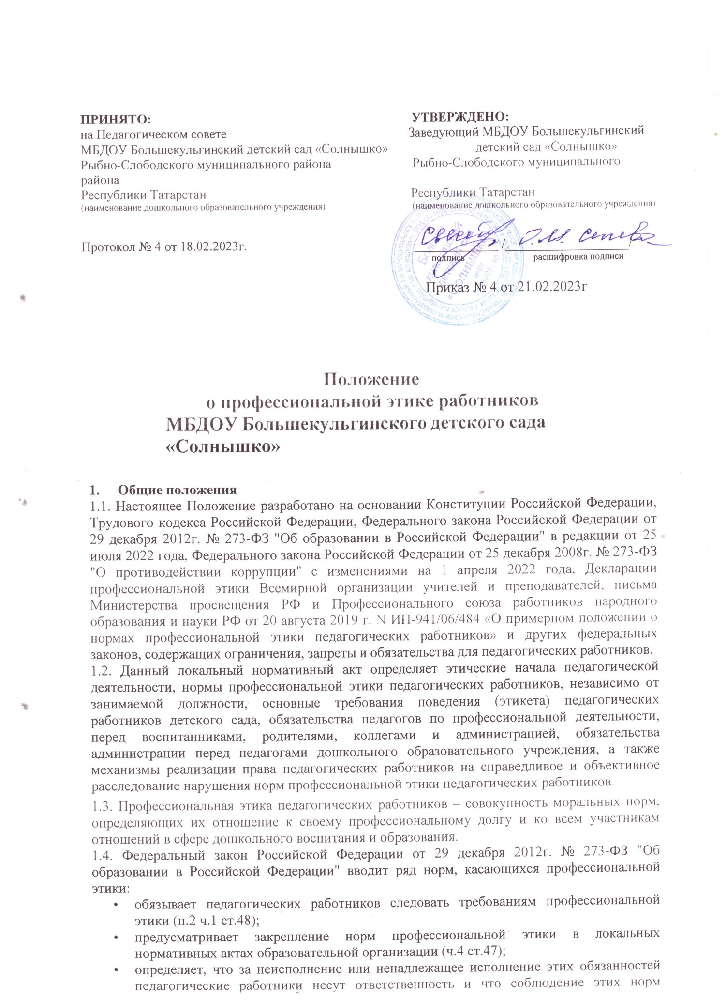 ПРИНЯТО:
на Педагогическом совете
МБДОУ Большекульгинский детский сад «Солнышко»
Рыбно-Слободского муниципального района
района
Республики Татарстан
(наименование дошкольного образовательного учреждения)
Протокол № 4 от 18.02.2023г.
УТВЕРЖДЕНО:
Заведующий МБДОУ Большекульгинский
детский сад «Солнышко»
Рыбно-Слободского муниципального
Республики Татарстан
(наименование дошкольного образовательного учреждения)
/ /
подпись расшифровка подписи
Приказ № 4 от 21.02.2023г
Положение
о профессиональной этике работников
МБДОУ Большекульгинского детского сада
«Солнышко»
1. Общие положения
1.1. Настоящее Положение разработано на основании Конституции Российской Федерации,
Трудового кодекса Российской Федерации, Федерального закона Российской Федерации от
29 декабря 2012г. № 273-ФЗ "Об образовании в Российской Федерации" в редакции от 25
июля 2022 года, Федерального закона Российской Федерации от 25 декабря 2008г. № 273-ФЗ
"О противодействии коррупции" с изменениями на 1 апреля 2022 года, Декларации
профессиональной этики Всемирной организации учителей и преподавателей, письма
Министерства просвещения РФ и Профессионального союза работников народного
образования и науки РФ от 20 августа 2019 г. N ИП-941/06/484 «О примерном положении о
нормах профессиональной этики педагогических работников» и других федеральных
законов, содержащих ограничения, запреты и обязательства для педагогических работников.
1.2. Данный локальный нормативный акт определяет этические начала педагогической
деятельности, нормы профессиональной этики педагогических работников, независимо от
занимаемой должности, основные требования поведения (этикета) педагогических
работников детского сада, обязательства педагогов по профессиональной деятельности,
перед воспитанниками, родителями, коллегами и администрацией, обязательства
администрации перед педагогами дошкольного образовательного учреждения, а также
механизмы реализации права педагогических работников на справедливое и объективное
расследование нарушения норм профессиональной этики педагогических работников.
1.3. Профессиональная этика педагогических работников – совокупность моральных норм,
определяющих их отношение к своему профессиональному долгу и ко всем участникам
отношений в сфере дошкольного воспитания и образования.
1.4. Федеральный закон Российской Федерации от 29 декабря 2012г. № 273-ФЗ "Об
образовании в Российской Федерации" вводит ряд норм, касающихся профессиональной
этики:
• обязывает педагогических работников следовать требованиям профессиональной
этики (п.2 ч.1 ст.48);
• предусматривает закрепление норм профессиональной этики в локальных
нормативных актах образовательной организации (ч.4 ст.47);
• определяет, что за неисполнение или ненадлежащее исполнение этих обязанностей
педагогические работники несут ответственность и что соблюдение этих норм